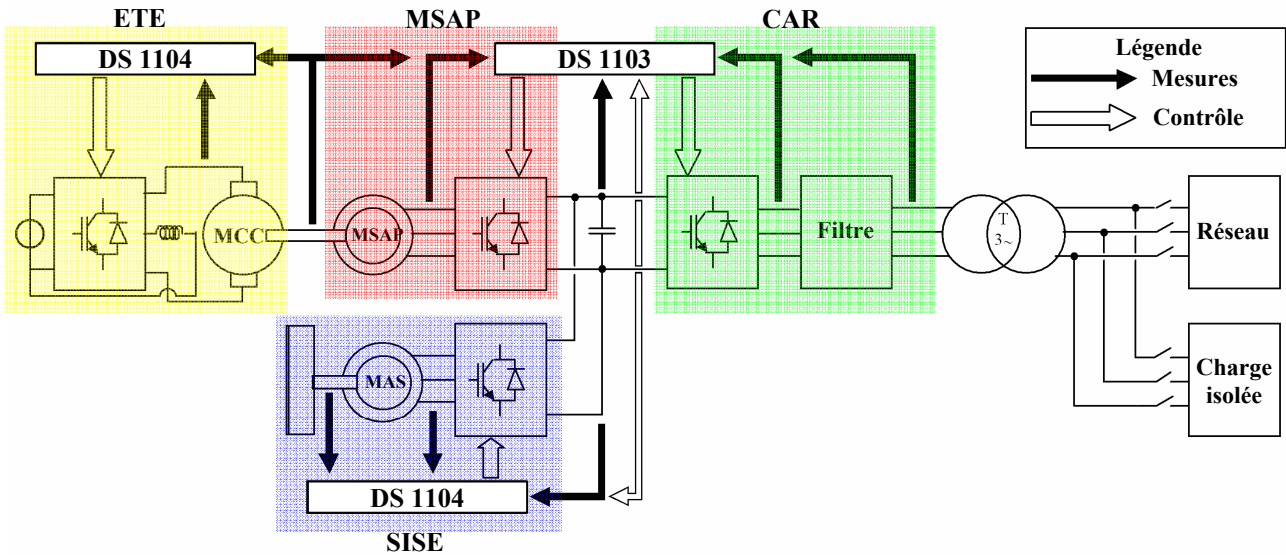 ETE
MSAP
CAR
DS 1104
DS 1103
Légende
Mesures
Contrôle
MCC
MSAP
Filtre
T
3~
Réseau
MAS
Charge
isolée
DS 1104
SISE